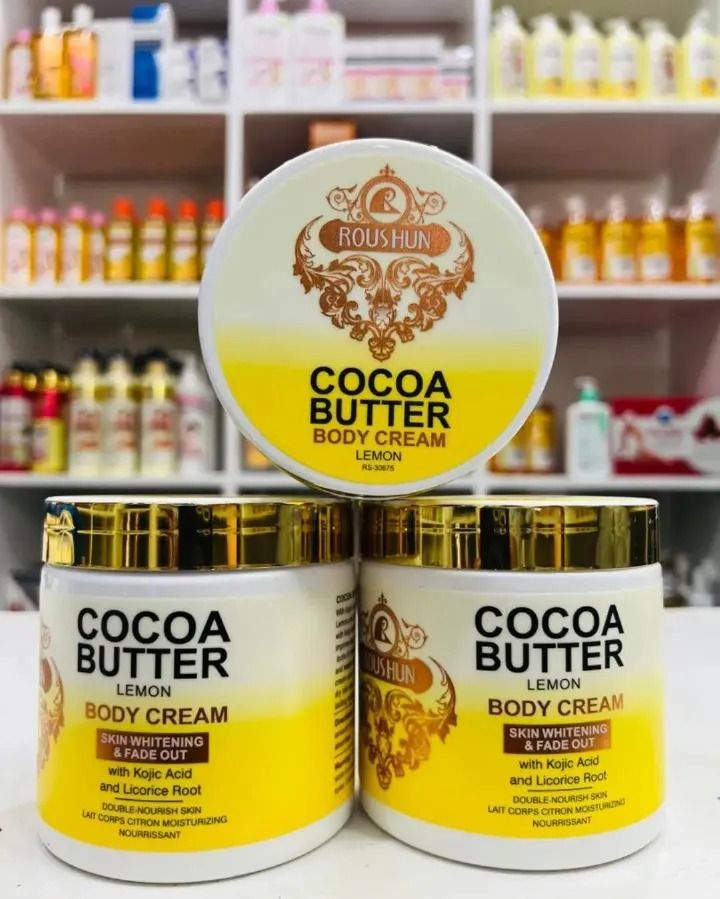 R
ROUSHUN
COCOA
BUTTER
BODY CREAM
LEMON
RS-30675
COCOA
BUTTER
LEMON
BODY CREAM
SKIN WHITENING
& FADE OUT
with Kojic Acid
and Licorice Root
DOUBLE-NOURISH SKIN
LAIT CORPS CITRON MOISTURIZING
NOURRISSANT
R
ROUSHUN
COCOA
BUTTER
LEMON
BODY CREAM
SKIN WHITENING
& FADE OUT
with Kojic Acid
and Licorice Root
DOUBLE-NOURISH SKIN
LAIT CORPS CITRON MOISTURIZING
NOURRISSANT